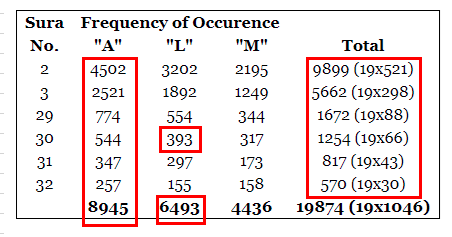 Sura Frequency of Occurence
No. "A" "L" "M" Total
2 4502 3202 2195 9899 (19x521)
3 2521 1892 1249 5662 (19x298)
29 774 554 344 1672 (19x88)
30 544 393 317 1254 (19x66)
31 347 297 173 817 (19x43)
32 257 155 158 570 (19x30)
8945 6493 4436 19874 (19x1046)